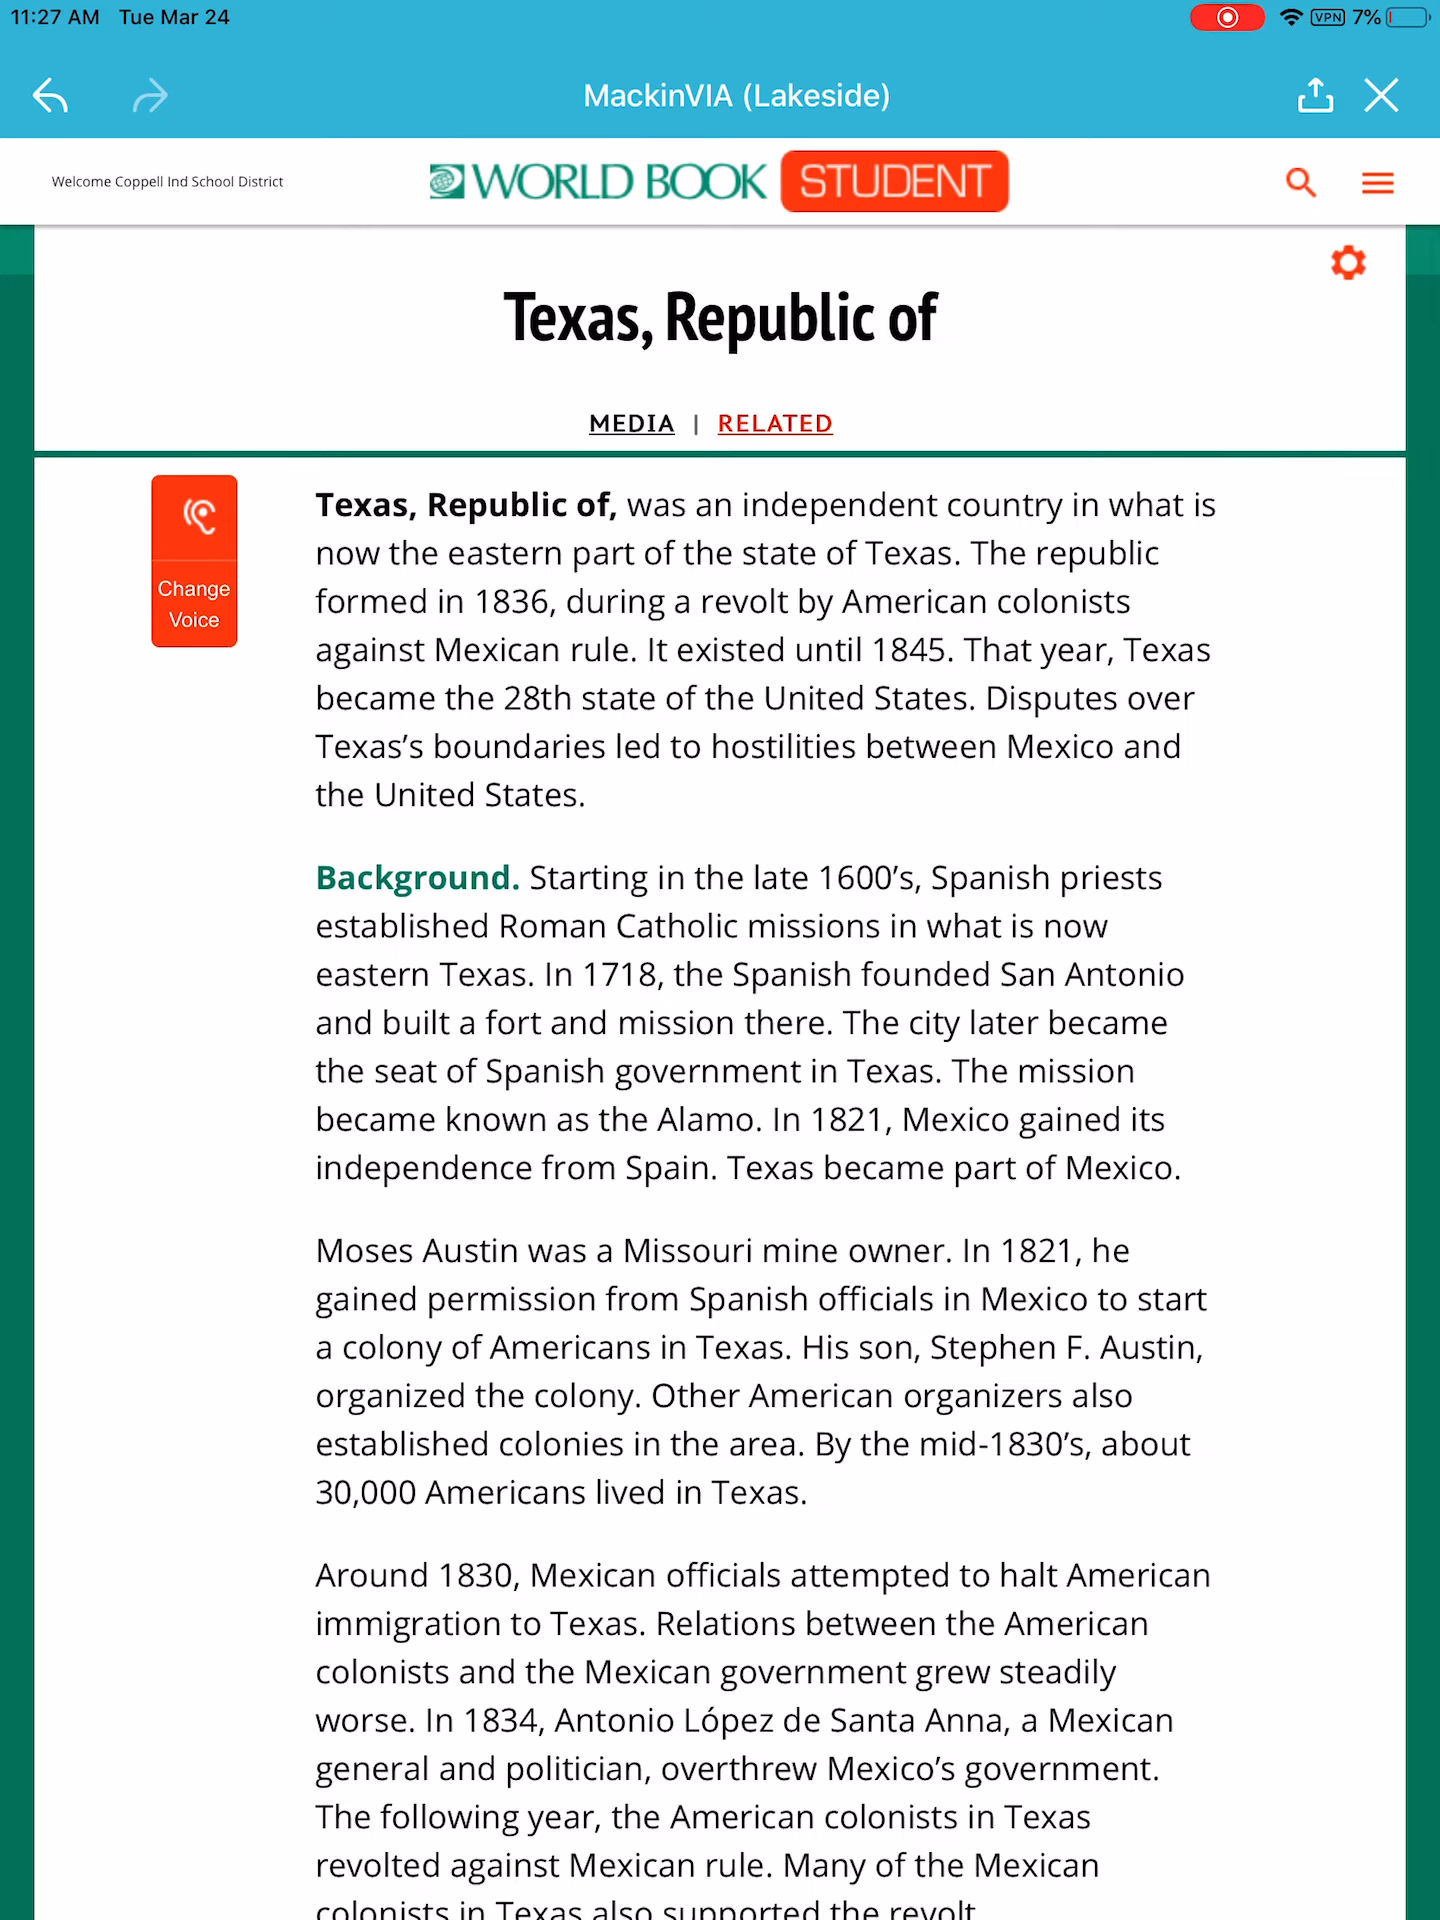 11:27 AM Tue Mar 24
VPN 7%
MackinVIA (Lakeside)
Welcome Coppell Ind School District
WORLD BOOK STUDENT
Texas, Republic of
MEDIA | RELATED
Change
Voice
Texas, Republic of, was an independent country in what is
now the eastern part of the state of Texas. The republic
formed in 1836, during a revolt by American colonists
against Mexican rule. It existed until 1845. That year, Texas
became the 28th state of the United States. Disputes over
Texas’s boundaries led to hostilities between Mexico and
the United States.
Background. Starting in the late 1600’s, Spanish priests
established Roman Catholic missions in what is now
eastern Texas. In 1718, the Spanish founded San Antonio
and built a fort and mission there. The city later became
the seat of Spanish government in Texas. The mission
became known as the Alamo. In 1821, Mexico gained its
independence from Spain. Texas became part of Mexico.
Moses Austin was a Missouri mine owner. In 1821, he
gained permission from Spanish officials in Mexico to start
a colony of Americans in Texas. His son, Stephen F. Austin,
organized the colony. Other American organizers also
established colonies in the area. By the mid-1830’s, about
30,000 Americans lived in Texas.
Around 1830, Mexican officials attempted to halt American
immigration to Texas. Relations between the American
colonists and the Mexican government grew steadily
worse. In 1834, Antonio López de Santa Anna, a Mexican
general and politician, overthrew Mexico’s government.
The following year, the American colonists in Texas
revolted against Mexican rule. Many of the Mexican
colonists in Texas also supported the revolt